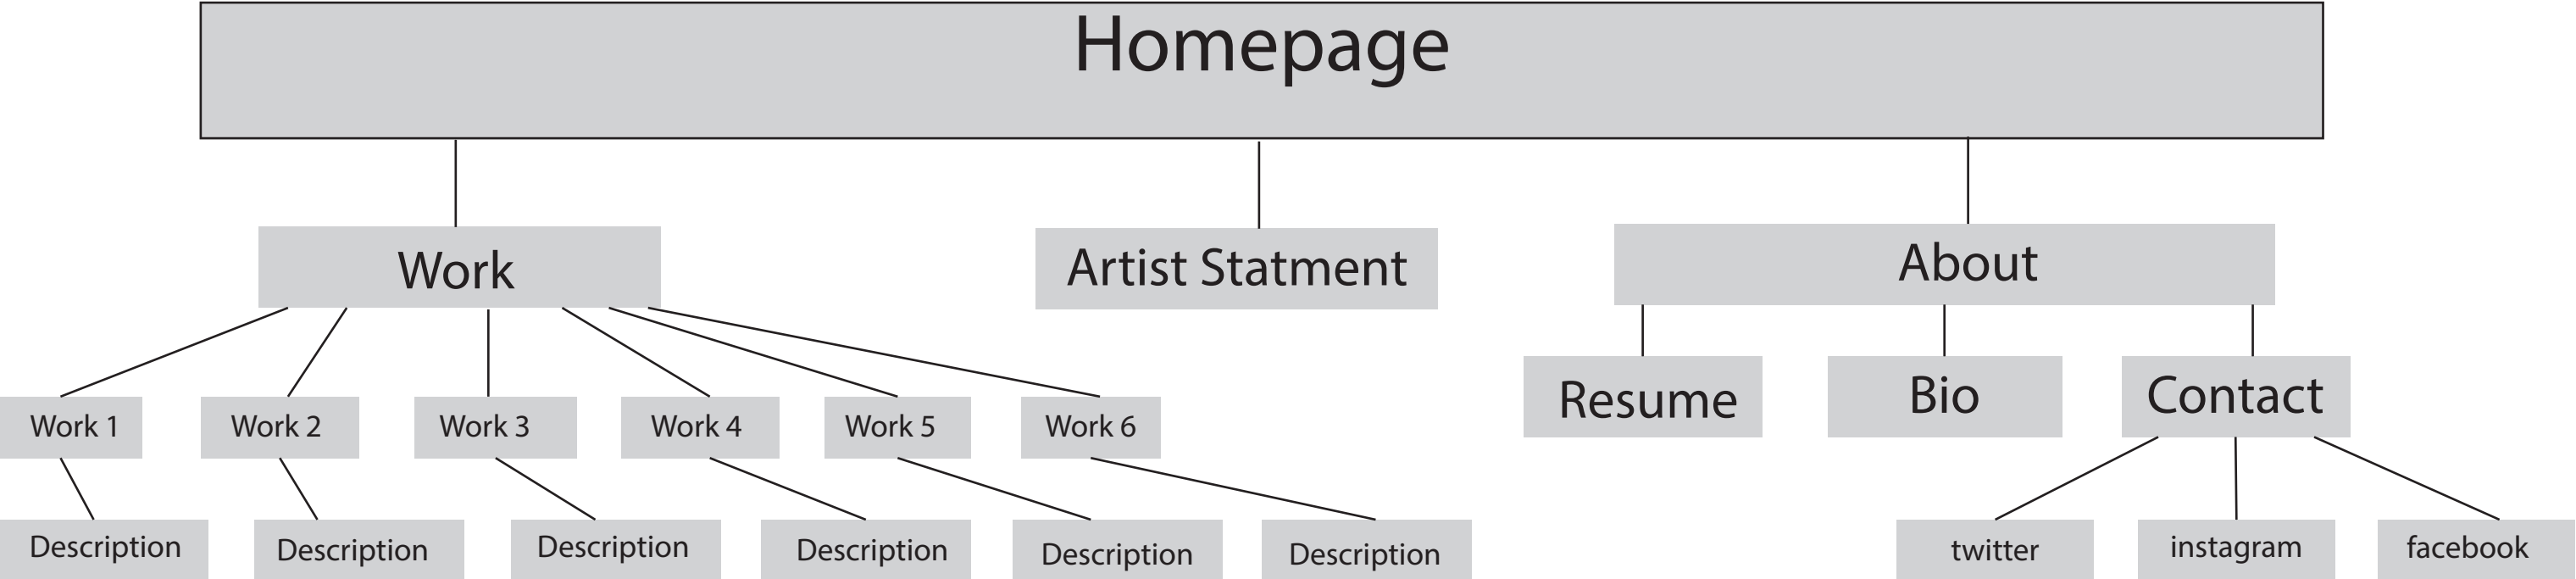 Homepage
Work
Artist Statment
About
Resume
Bio
Contact
Work 1
Work 2
Work 3
Work 4
Work 5
Work 6
Description
Description
Description
Description
Description
Description
twitter
instagram
facebook